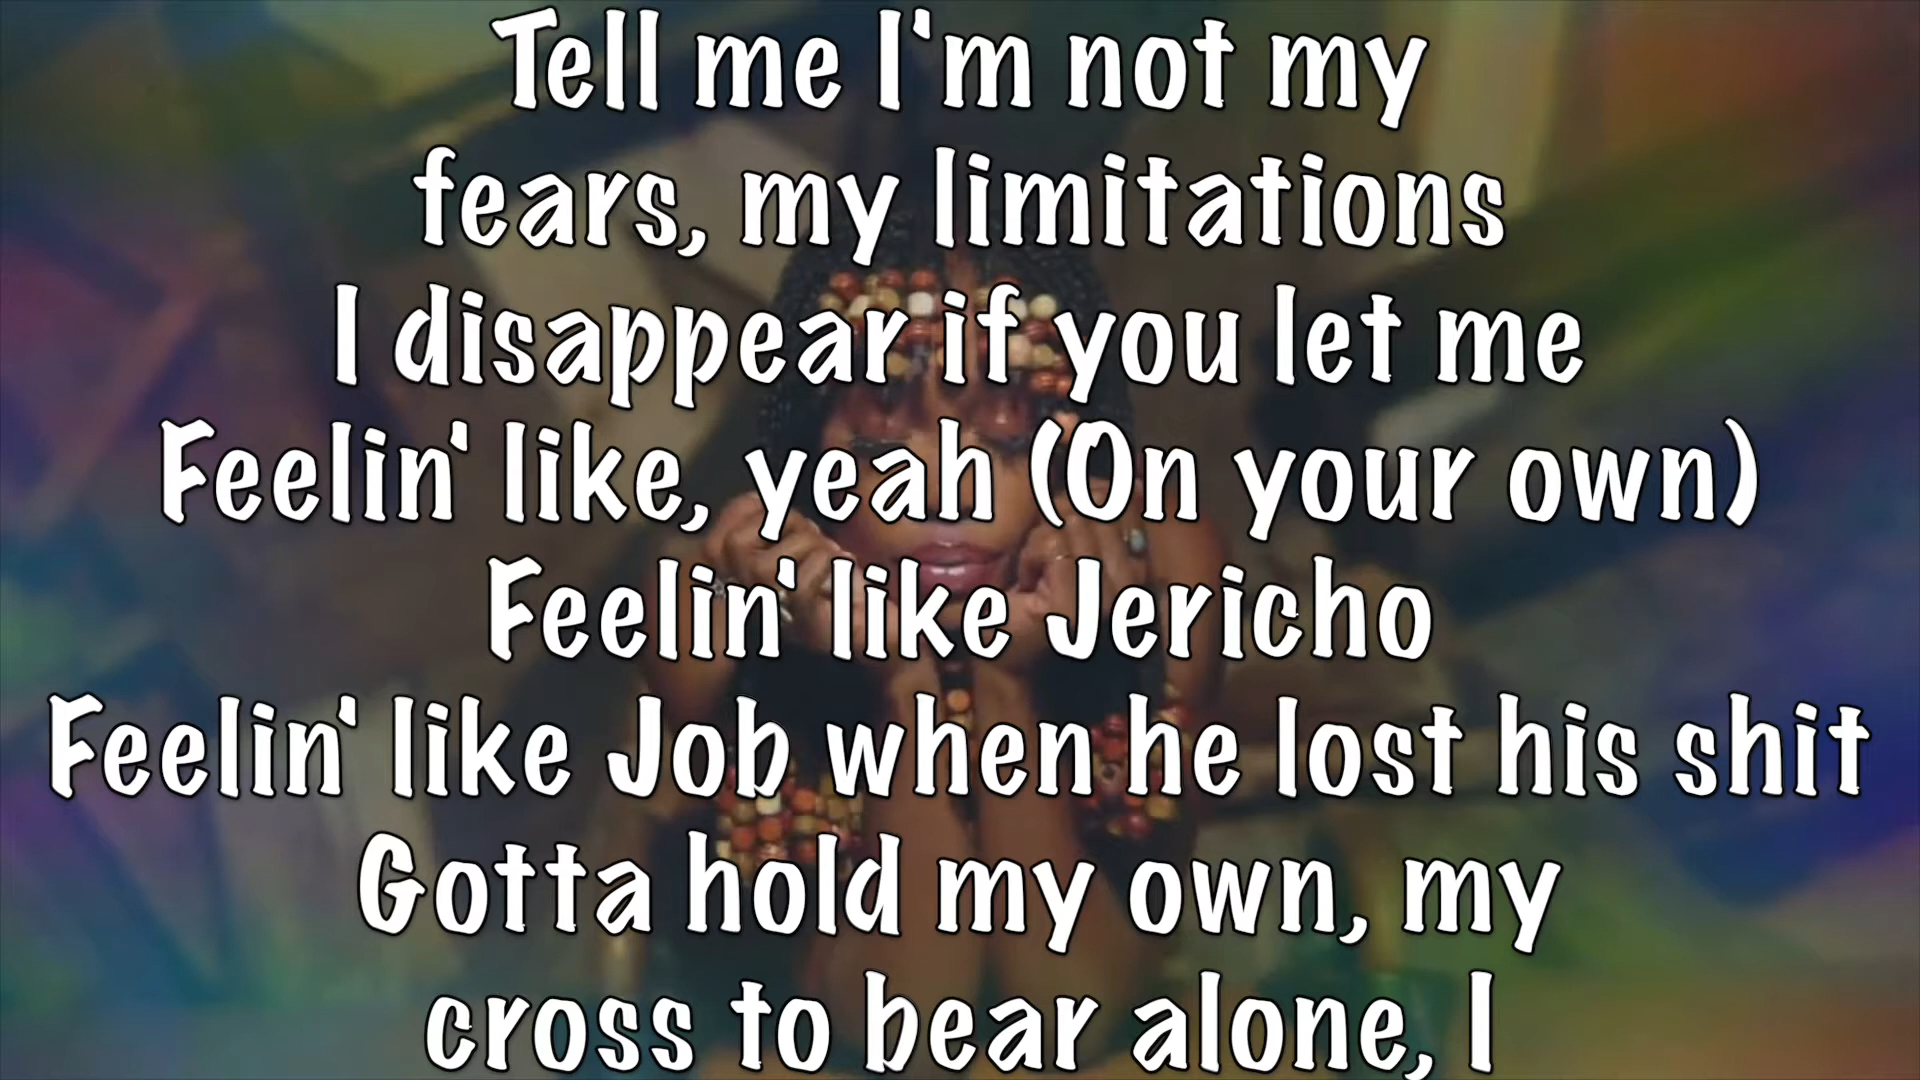 Tell me I'm not my
fears, my limitations
I disappear if you let me
Feelin' like, yeah (On your own)
Feelin' like Jericho
Feelin' like Job when he lost his shit
Gotta hold my own, my
cross to bear alone, I